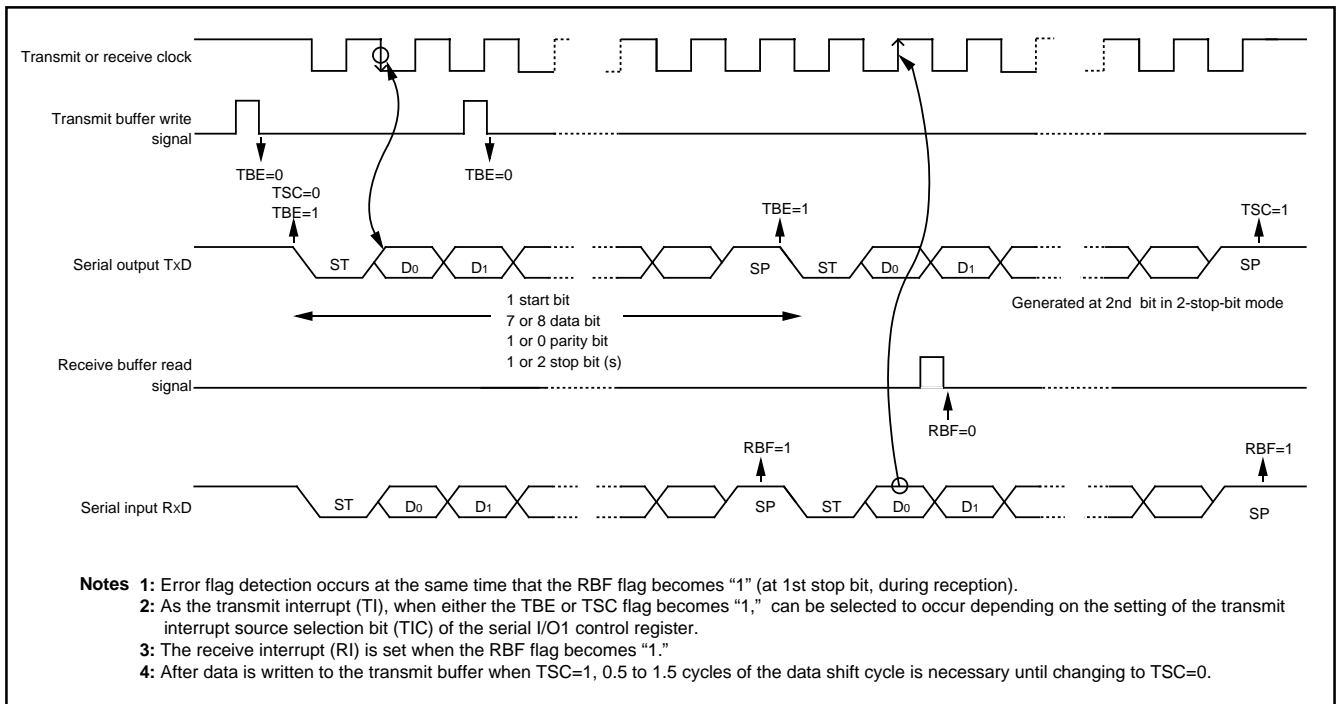 Transmit or receive clock
Transmit buffer write
signal
TBE=0
TBE=0
TSC=0
TBE=1
TBE=1
TSC=1
Serial output TxD
ST
D0
D1
SP
ST
D0
D1
SP
1 start bit
7 or 8 data bit
1 or 0 parity bit
1 or 2 stop bit (s)
Generated at 2nd bit in 2-stop-bit mode
Receive buffer read
signal
RBF=0
RBF=1
RBF=1
Serial input RxD
ST
D0
D1
SP
ST
D0
D1
SP
Notes 1: Error flag detection occurs at the same time that the RBF flag becomes “1” (at 1st stop bit, during reception).
2: As the transmit interrupt (TI), when either the TBE or TSC flag becomes “1,” can be selected to occur depending on the setting of the transmit
interrupt source selection bit (TIC) of the serial I/O1 control register.
3: The receive interrupt (RI) is set when the RBF flag becomes “1.”
4: After data is written to the transmit buffer when TSC=1, 0.5 to 1.5 cycles of the data shift cycle is necessary until changing to TSC=0.